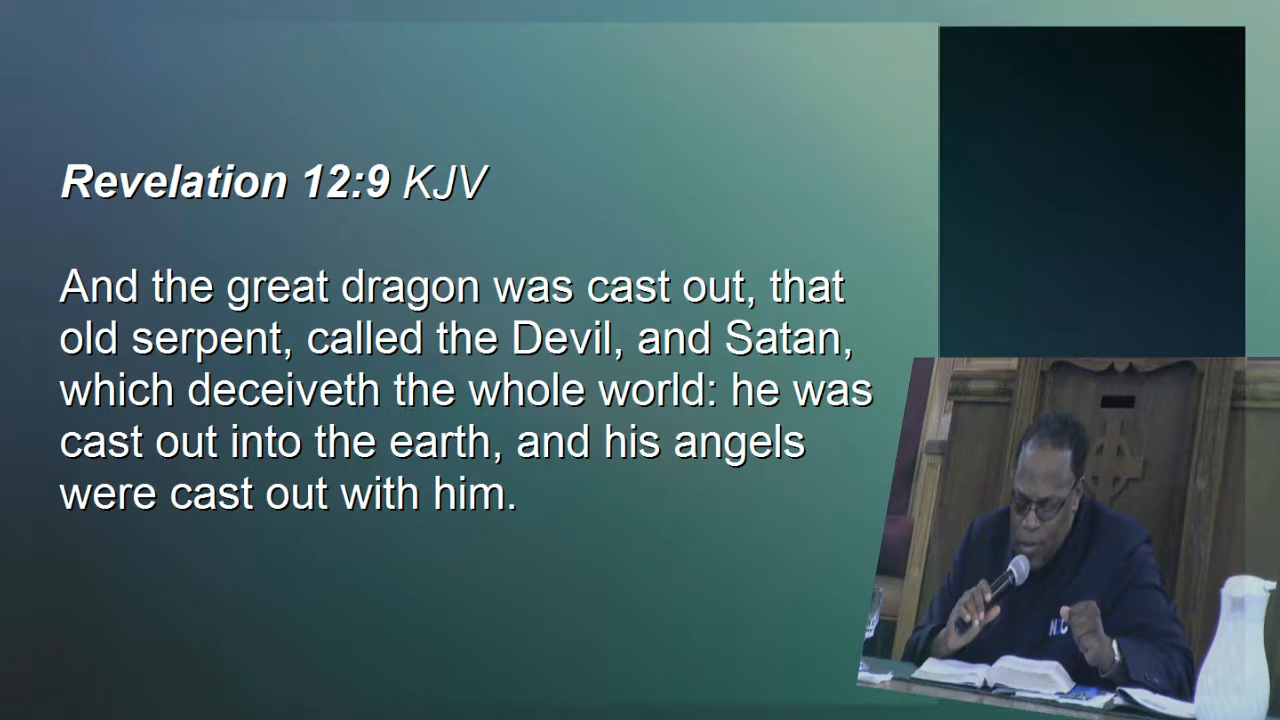 Revelation 12:9 KJV
And the great dragon was cast out, that
old serpent, called the Devil, and Satan,
which deceiveth the whole world: he was
cast out into the earth, and his angels
were cast out with him.
N.C